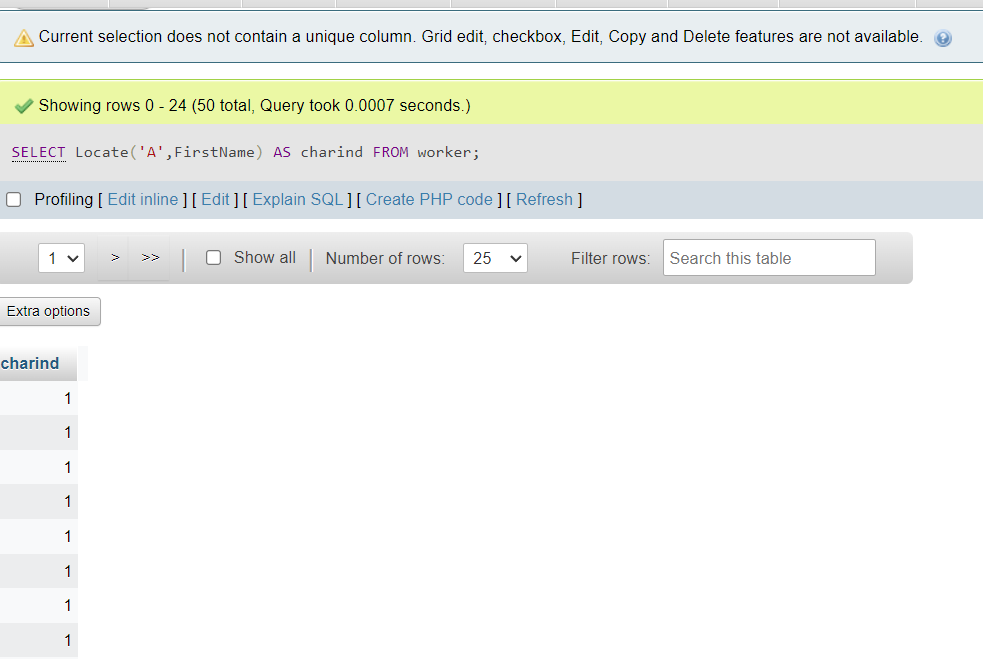 Current selection does not contain a unique column. Grid edit, checkbox, Edit, Copy and Delete features are not available.
Showing rows 0 - 24 (50 total, Query took 0.0007 seconds.)
SELECT Locate('A',FirstName) AS charind FROM worker;
Profiling [ Edit inline ] [ Edit ] [ Explain SQL ] [ Create PHP code ] [ Refresh ]
1 > >> Show all Number of rows: 25 Filter rows: Search this table
Extra options
charind
1
1
1
1
1
1
1
1